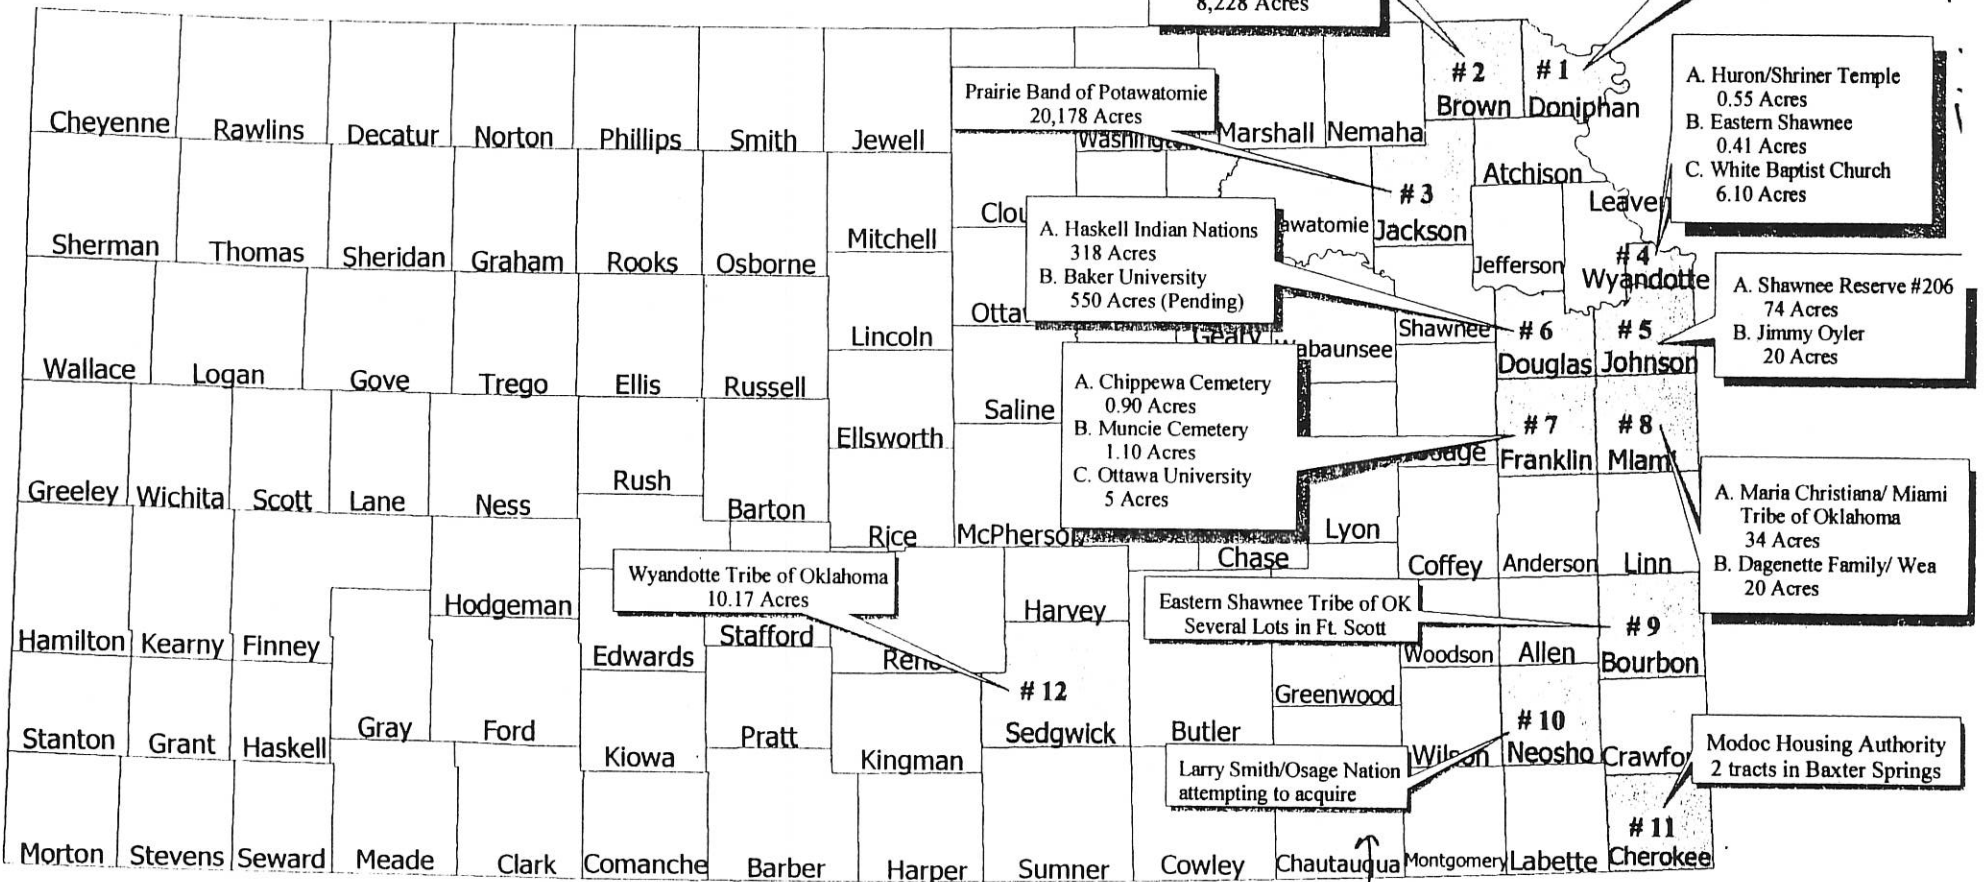 8,228 Acres
# 2
# 1
Brown
Doniphan
A. Huron/Shriner Temple
0.55 Acres
B. Eastern Shawnee
0.41 Acres
C. White Baptist Church
6.10 Acres
Prairie Band of Potawatomie
20,178 Acres
Cheyenne
Rawlins
Decatur
Norton
Phillips
Smith
Jewell
Washingt
Marshall
Nemaha
Atchison
# 3
Jackson
Leaven
Clou
A. Haskell Indian Nations
318 Acres
B. Baker University
550 Acres (Pending)
awatomie
Jefferson
# 4
Wyandotte
Sherman
Thomas
Sheridan
Graham
Rooks
Osborne
Mitchell
A. Shawnee Reserve #206
74 Acres
B. Jimmy Oyler
20 Acres
Ottaw
Geary
Wabaunsee
Shawnee
# 6
Douglas
# 5
Johnson
Lincoln
Wallace
Logan
Gove
Trego
Ellis
Russell
Saline
A. Chippewa Cemetery
0.90 Acres
B. Muncie Cemetery
1.10 Acres
C. Ottawa University
5 Acres
Ellsworth
Osage
# 7
Franklin
# 8
Miami
Greeley
Wichita
Scott
Lane
Ness
Rush
Barton
Rice
McPherson
Chase
Lyon
Coffey
Anderson
Linn
A. Maria Christiana/ Miami
Tribe of Oklahoma
34 Acres
B. Dagenette Family/ Wea
20 Acres
Wyandotte Tribe of Oklahoma
10.17 Acres
Hodgeman
Stafford
Harvey
Eastern Shawnee Tribe of OK
Several Lots in Ft. Scott
# 9
Bourbon
Hamilton
Kearny
Finney
Edwards
Reno
Woodson
Allen
# 12
Sedgwick
Greenwood
# 10
Neosho
Stanton
Grant
Haskell
Gray
Ford
Kiowa
Pratt
Kingman
Butler
Wilson
Crawfo
Larry Smith/Osage Nation
attempting to acquire
Modoc Housing Authority
2 tracts in Baxter Springs
# 11
Cherokee
Morton
Stevens
Seward
Meade
Clark
Comanche
Barber
Harper
Sumner
Cowley
Chautauqua
Montgomery
Labette